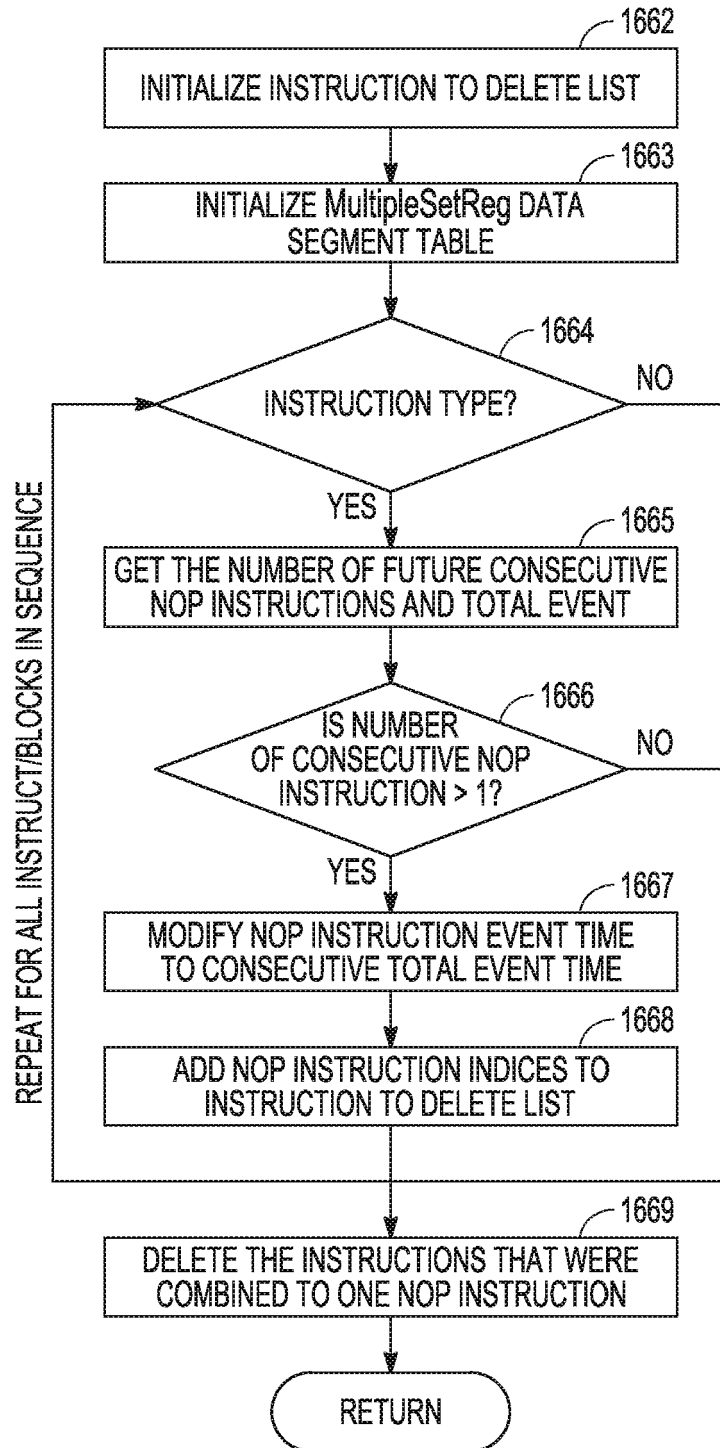 1662
INITIALIZE INSTRUCTION TO DELETE LIST
1663
INITIALIZE MultipleSetReg DATA
SEGMENT TABLE
1664
INSTRUCTION TYPE?
NO
YES
1665
GET THE NUMBER OF FUTURE CONSECUTIVE
NOP INSTRUCTIONS AND TOTAL EVENT
1666
IS NUMBER
OF CONSECUTIVE NOP
INSTRUCTION > 1?
NO
YES
1667
MODIFY NOP INSTRUCTION EVENT TIME
TO CONSECUTIVE TOTAL EVENT TIME
1668
ADD NOP INSTRUCTION INDICES TO
INSTRUCTION TO DELETE LIST
REPEAT FOR ALL INSTRUCT/BLOCKS IN SEQUENCE
1669
DELETE THE INSTRUCTIONS THAT WERE
COMBINED TO ONE NOP INSTRUCTION
RETURN